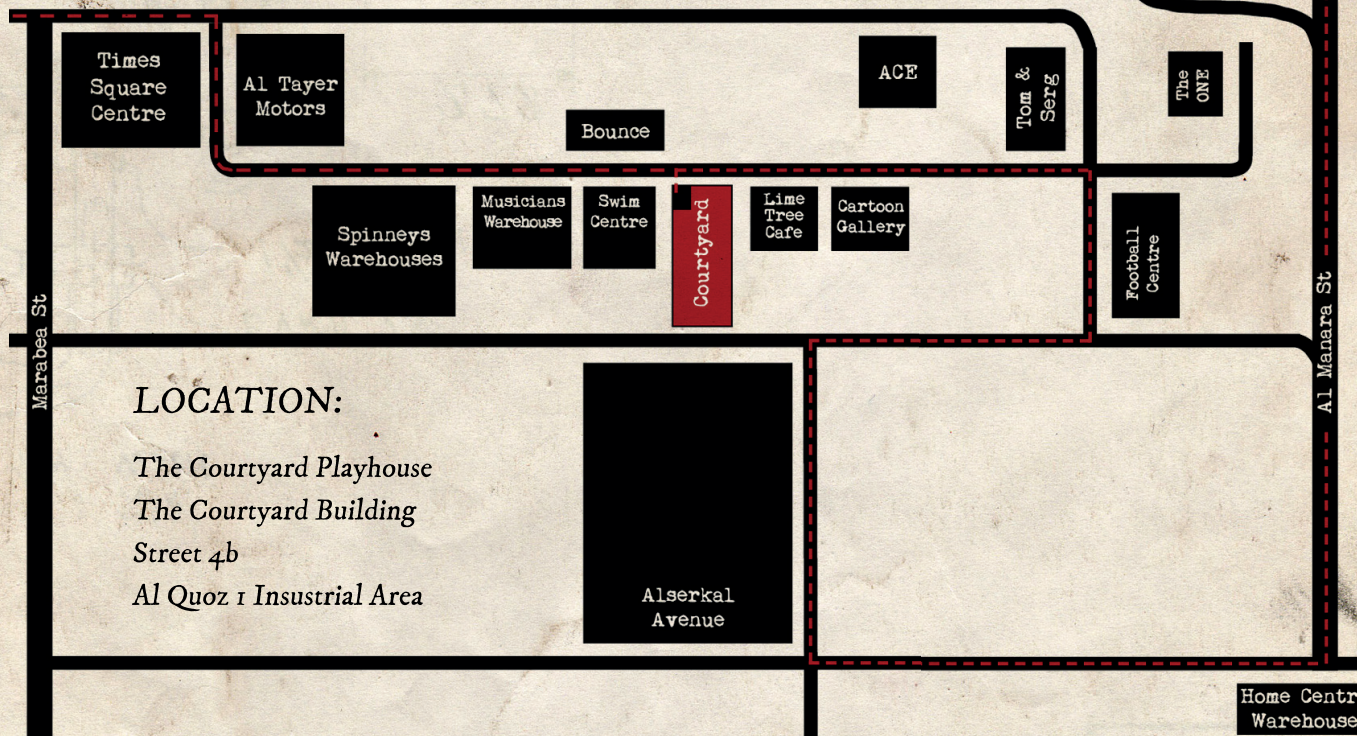 Times
Square
Centre
Al Tayer
Motors
Bounce
ACE
Tom &
Serg
The
ONE
Spinneys
Warehouses
Musicians
Warehouse
Swim
Centre
Courtyard
Lime
Tree
Cafe
Cartoon
Gallery
Football
Centre
Marabea St
Al Manara St
LOCATION:
The Courtyard Playhouse
The Courtyard Building
Street 4b
Al Quoz 1 Insustrial Area
Alserkal
Avenue
Home Centr
Warehouse